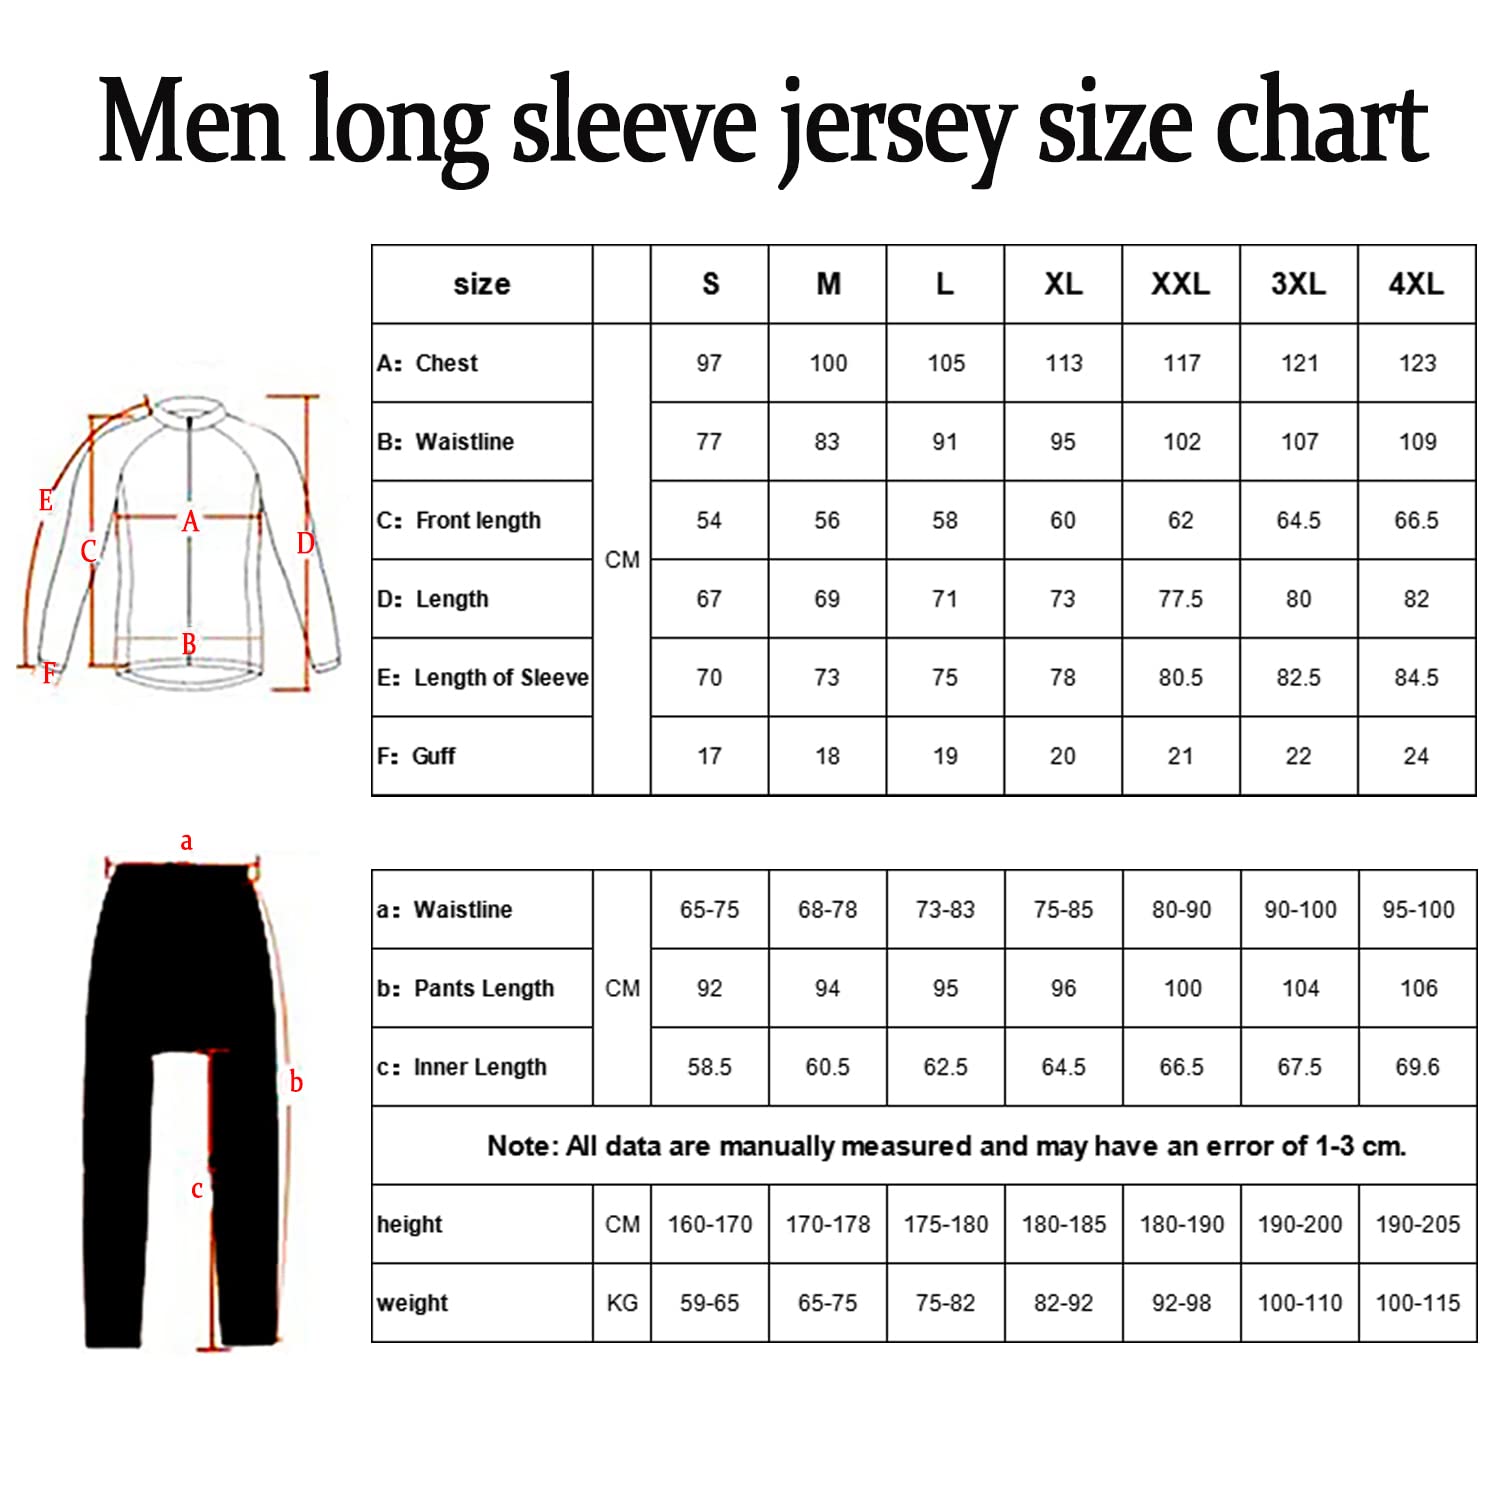 Men long sleeve jersey size chart
size S M L XL XXL 3XL 4XL
A: Chest 97 100 105 113 117 121 123
B: Waistline 77 83 91 95 102 107 109
C: Front length 54 56 58 60 62 64.5 66.5
CM
D: Length 67 69 71 73 77.5 80 82
E: Length of Sleeve 70 73 75 78 80.5 82.5 84.5
F: Guff 17 18 19 20 21 22 24
E
A
C
D
B
F
a
a: Waistline 65-75 68-78 73-83 75-85 80-90 90-100 95-100
b: Pants Length CM 92 94 95 96 100 104 106
c: Inner Length 58.5 60.5 62.5 64.5 66.5 67.5 69.6
b
c
Note: All data are manually measured and may have an error of 1-3 cm.
height CM 160-170 170-178 175-180 180-185 180-190 190-200 190-205
weight KG 59-65 65-75 75-82 82-92 92-98 100-110 100-115